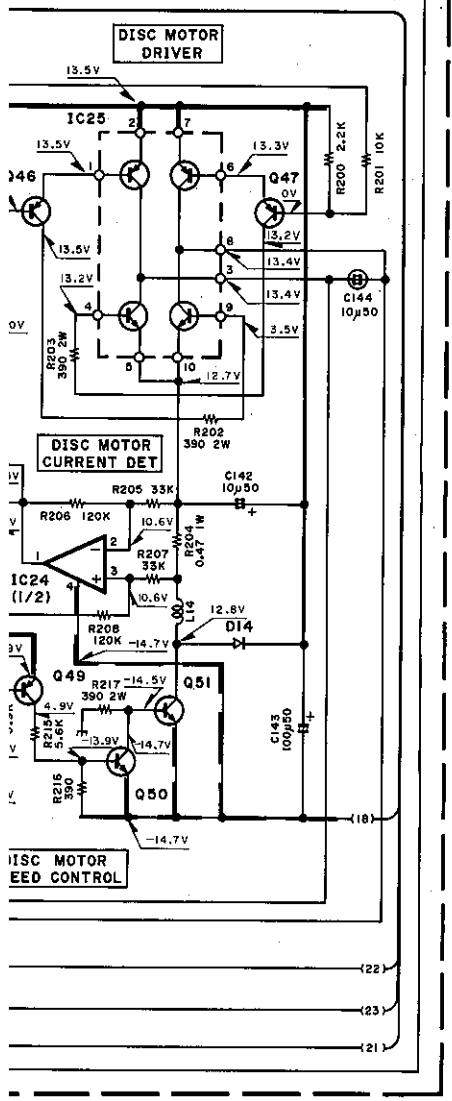 DISC MOTOR
DRIVER
13.5V
IC25
2
7
13.5V
1
13.3V
6
Q46
Q47
0V
R200 2.2K
R201 10K
13.5V
13.2V
8
13.4V
3
13.4V
13.2V
4
9
3.5V
C144
10µ50
0V
R203
390 2W
5
10
12.7V
R202
390 2W
DISC MOTOR
CURRENT DET
C142
10µ50
+
R205 33K
R206 120K
10.6V
R204
0.47 1W
R207
33K
1
2
-
+
3
IC24
(1/2)
4
10.6V
L14
12.8V
D14
R208
120K
-14.7V
Q49
R217
390 2W
-14.5V
Q51
4.9V
R215
5.6K
-13.9V
-14.7V
C143
100µ50
+
R216
390
Q50
-14.7V
(18)
DISC MOTOR
EED CONTROL
(22)
(23)
(21)